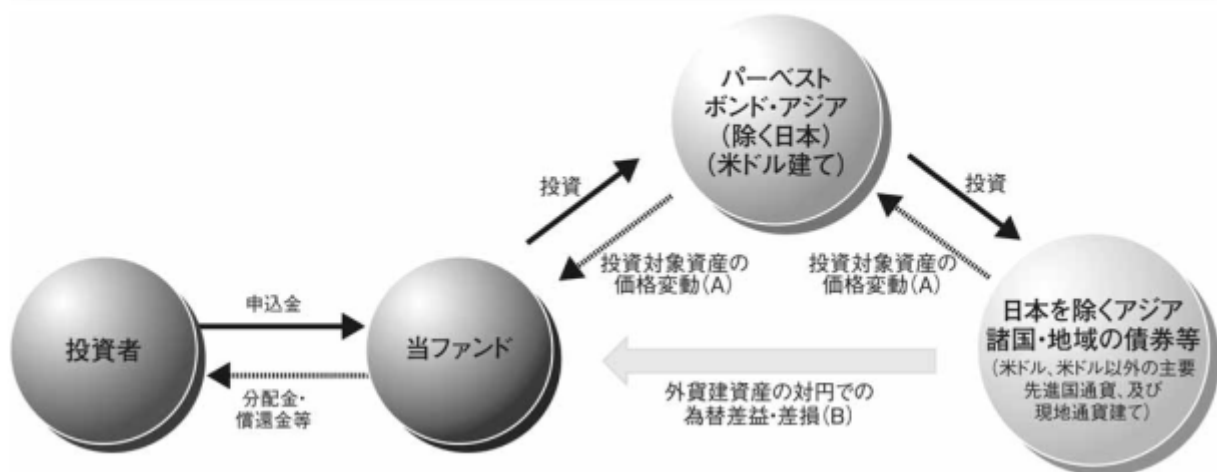 パーベスト
ボンド・アジア
(除く日本)
(米ドル建て)
投資
投資
投資対象資産の
価格変動(A)
投資対象資産の
価格変動(A)
投資者
申込金
分配金・
償還金等
当ファンド
外貨建資産の対円での
為替差益・差損(B)
日本を除くアジア
諸国・地域の債券等
(米ドル、米ドル以外の主要
先進国通貨、及び
現地通貨建て)